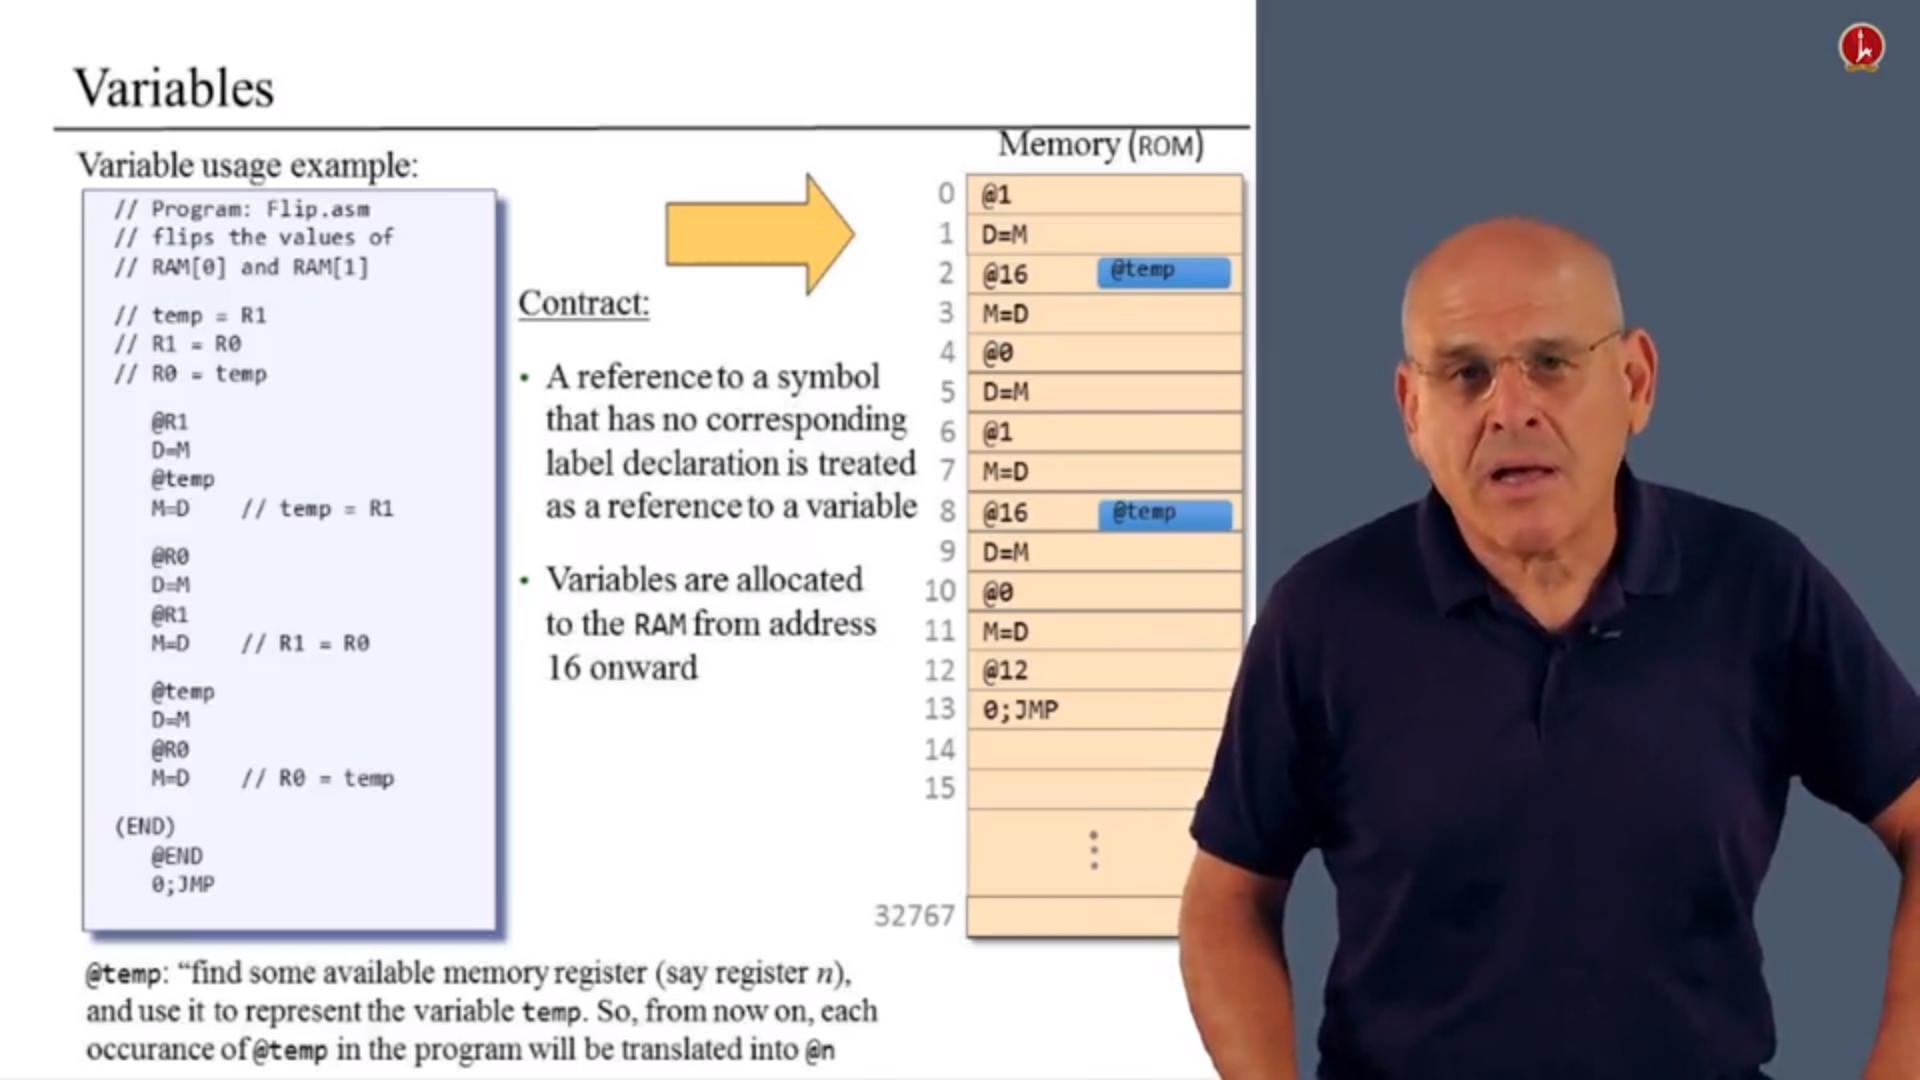 Variables
Variable usage example:
// Program: Flip.asm
// flips the values of
// RAM[0] and RAM[1]
// temp = R1
// R1 = R0
// R0 = temp
@R1
D=M
@temp
M=D // temp = R1
@R0
D=M
@R1
M=D // R1 = R0
@temp
D=M
@R0
M=D // R0 = temp
(END)
@END
0;JMP
@temp: “find some available memory register (say register n),
and use it to represent the variable temp. So, from now on, each
occurance of @temp in the program will be translated into @n
Contract:
• A reference to a symbol
that has no corresponding
label declaration is treated
as a reference to a variable
• Variables are allocated
to the RAM from address
16 onward
Memory (ROM)
0 @1
1 D=M
2 @16 @temp
3 M=D
4 @0
5 D=M
6 @1
7 M=D
8 @16 @temp
9 D=M
10 @0
11 M=D
12 @12
13 0;JMP
14
15
32767